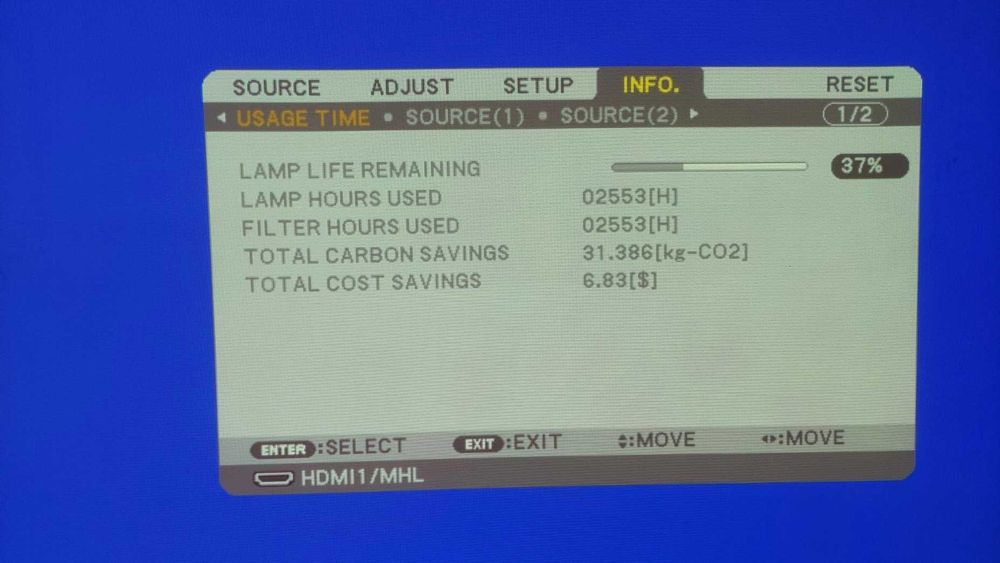 SOURCE ADJUST SETUP INFO. RESET
USAGE TIME SOURCE(1) SOURCE(2) 1/2
LAMP LIFE REMAINING 37%
LAMP HOURS USED 02553[H]
FILTER HOURS USED 02553[H]
TOTAL CARBON SAVINGS 31.386[kg-CO2]
TOTAL COST SAVINGS 6.83[$]
ENTER:SELECT EXIT:EXIT :MOVE :MOVE
HDMI1/MHL